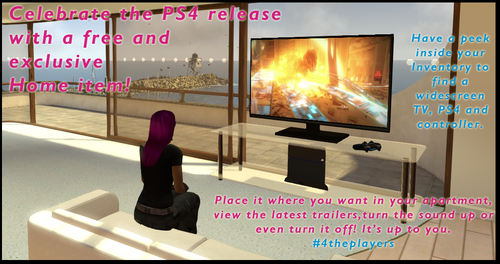 Celebrate the PS4 release
with a free and
exclusive
Home item!
Have a peek
inside your
Inventory to
find a
widescreen
TV, PS4 and
controller.
Place it where you want in your apartment,
view the latest trailers,turn the sound up or
even turn it off! It's up to you.
#4theplayers